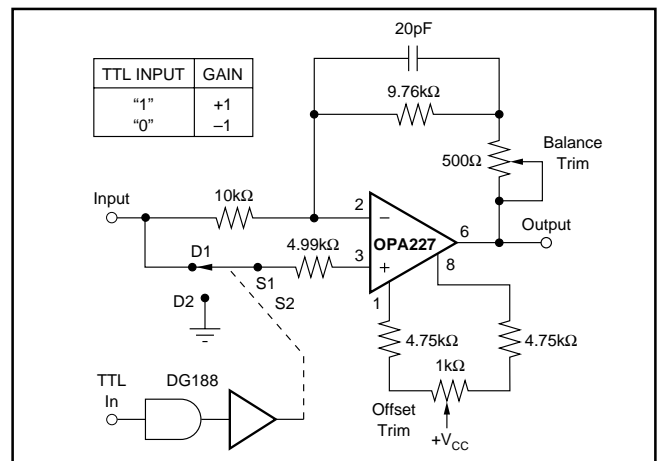 20pF
TTL INPUT GAIN
“1” +1
“0” –1
9.76kΩ
500Ω
Balance
Trim
Input
10kΩ
2
–
6
Output
OPA227
D1
4.99kΩ
3
+
8
S1
S2
D2
1
4.75kΩ
4.75kΩ
1kΩ
TTL
In
DG188
Offset
Trim
+VCC